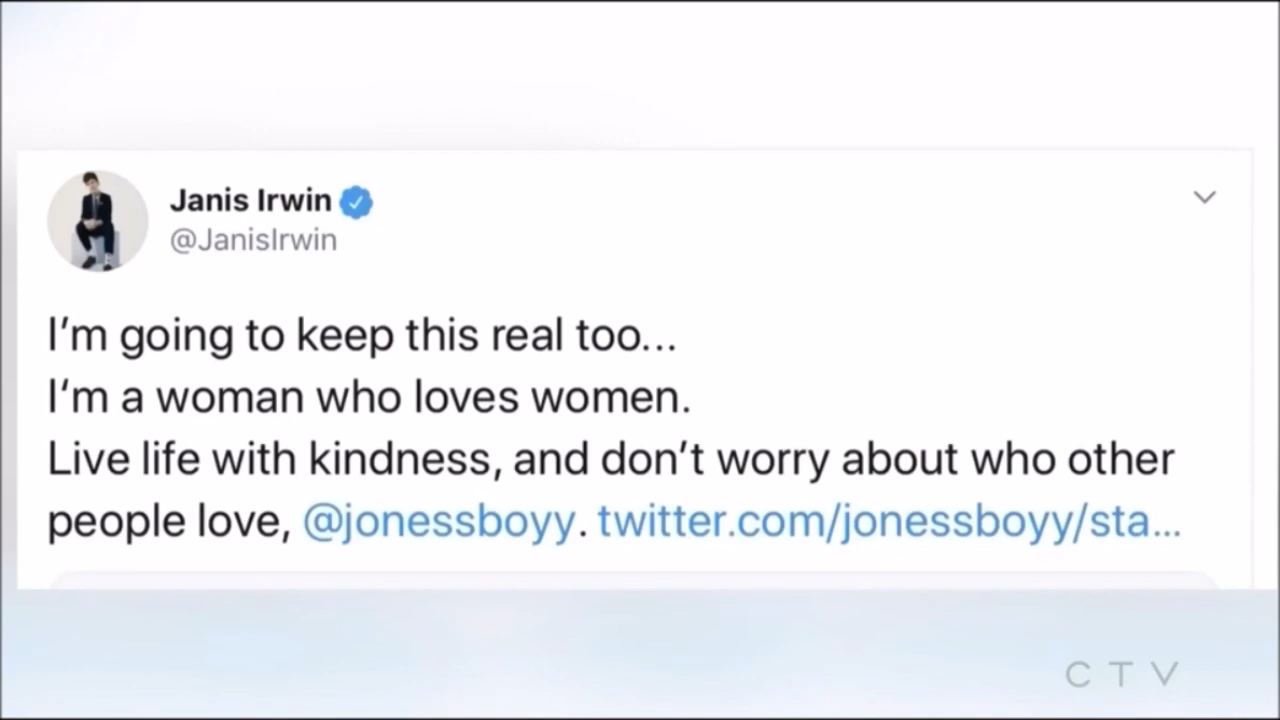 Janis Irwin
@JanisIrwin
I’m going to keep this real too...
I‘m a woman who loves women.
Live life with kindness, and don’t worry about who other
people love, @jonessboyy. twitter.com/jonessboyy/sta...
CTV